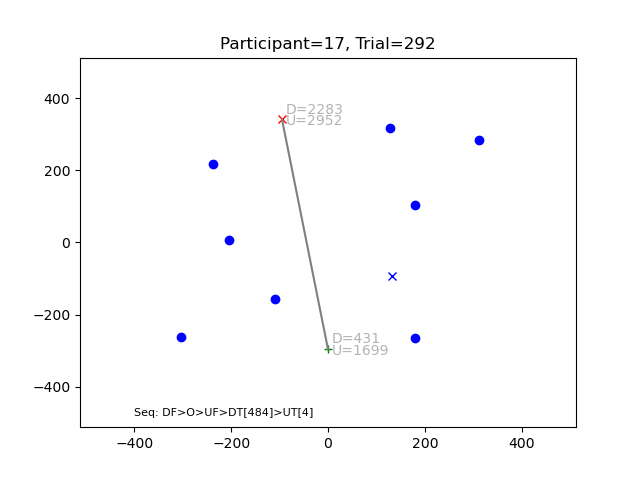 Participant=17, Trial=292
D=2283
U=2952
D=431
U=1699
Seq: DF>O>UF>DT[484]>UT[4]
400
200
0
−200
−400
−400
−200
0
200
400